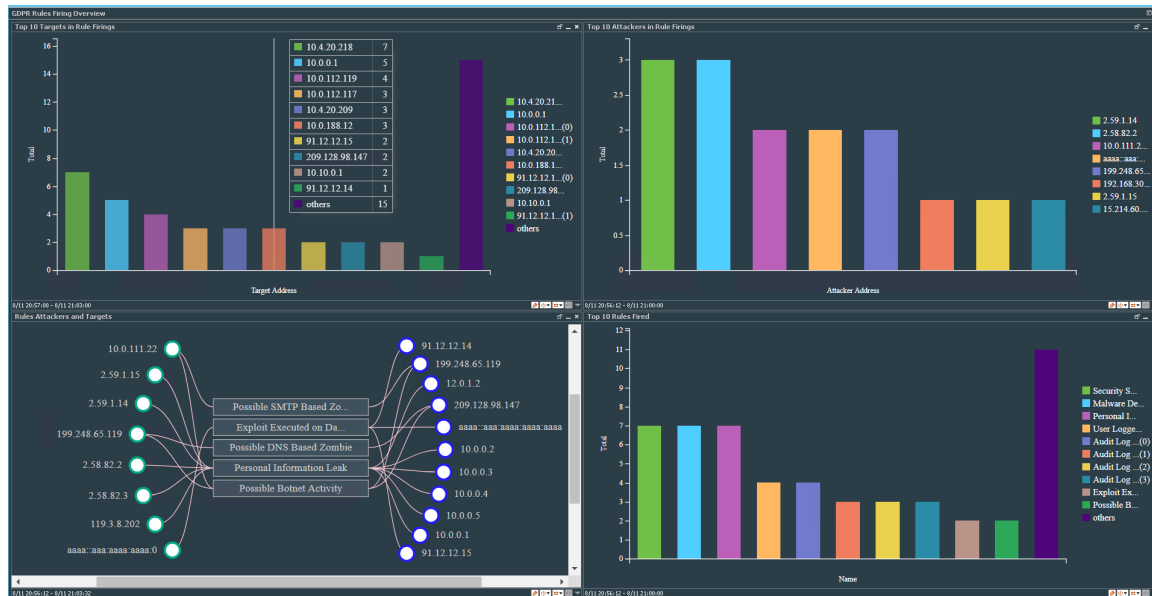 GDPR Rules Firing Overview
Top 10 Targets in Rule Firings
16
14
12
10
8
6
4
2
0
Total
Target Address
10.4.20.218 7
10.0.0.1 5
10.0.112.119 4
10.0.112.117 3
10.4.20.209 3
10.0.188.12 3
91.12.12.15 2
209.128.98.147 2
10.10.0.1 2
91.12.12.14 1
others 15
10.4.20.21...
10.0.0.1
10.0.112.1...(0)
10.0.112.1...(1)
10.4.20.20...
10.0.188.1...
91.12.12.1...(0)
209.128.98...
10.10.0.1
91.12.12.1...(1)
others
8/11 20:57:00 - 8/11 21:03:00
Top 10 Attackers in Rule Firings
3
2.5
2
1.5
1
0.5
0
Total
Attacker Address
2.59.1.14
2.58.82.2
10.0.111.2...
aaaa::aaa:...
199.248.65...
192.168.30...
2.59.1.15
15.214.60....
8/11 20:56:12 - 8/11 21:00:00
Rules Attackers and Targets
10.0.111.22
2.59.1.15
2.59.1.14
199.248.65.119
2.58.82.2
2.58.82.3
119.3.8.202
aaaa::aaa:aaaa:aaaa:0
Possible SMTP Based Zo...
Exploit Executed on Da...
Possible DNS Based Zombie
Personal Information Leak
Possible Botnet Activity
91.12.12.14
199.248.65.119
12.0.1.2
209.128.98.147
aaaa::aaa:aaaa:aaaa:aaaa
10.0.0.2
10.0.0.3
10.0.0.4
10.0.0.5
10.0.0.1
91.12.12.15
8/11 20:56:12 - 8/11 21:03:32
Top 10 Rules Fired
12
11
10
9
8
7
6
5
4
3
2
1
0
Total
Name
Security S...
Malware De...
Personal I...
User Logge...
Audit Log ...(0)
Audit Log ...(1)
Audit Log ...(2)
Audit Log ...(3)
Exploit Ex...
Possible B...
others
8/11 20:56:12 - 8/11 21:00:00